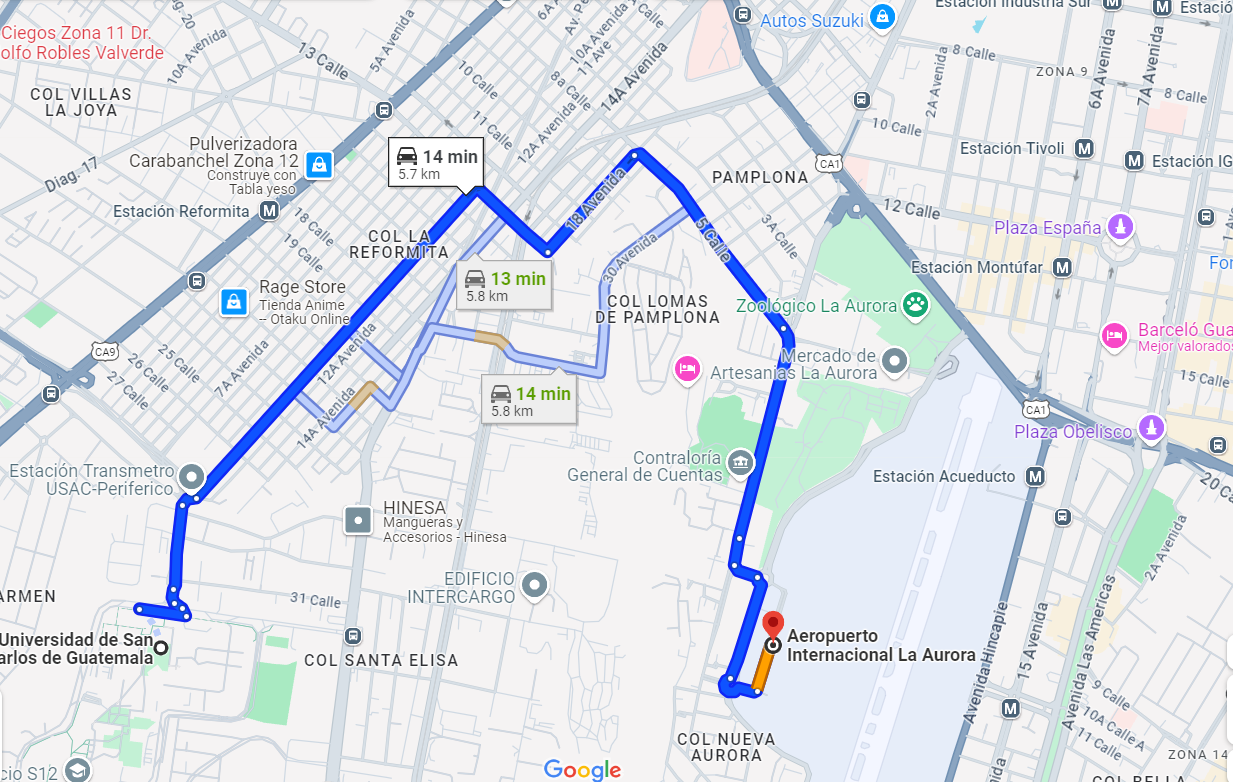 Estación Industria Sur
Estació
Autos Suzuki
Ciegos Zona 11 Dr.
olfo Robles Valverde
10A Avenida
13 Calle
5A Avenida
6A Avenida
10A Avenida
11 Ave
8a Calle
14A Avenida
10 Calle
11 Calle
12A Avenida
8 Calle
ZONA 9
2A Avenida
6A Avenida
7A Avenida
8 Calle
10 Calle
COL VILLAS
LA JOYA
Pulverizadora
Carabanchel Zona 12
Construye con
Tabla yeso
14 min
5.7 km
Estación Tivoli
Estación IG
CA1
PAMPLONA
Diag. 17
Estación Reformita
18 Calle
19 Calle
COL LA
REFORMITA
18 Avenida
5 Calle
3A Calle
12 Calle
Plaza España
Estación Montúfar
For
13 min
5.8 km
30 Avenida
COL LOMAS
DE PAMPLONA
Zoológico La Aurora
Rage Store
Tienda Anime
-- Otaku Online
Barceló Gua
Mejor valorados
CA9
25 Calle
26 Calle
27 Calle
7A Avenida
12A Avenida
14A Avenida
Mercado de
Artesanías La Aurora
15 Calle
14 min
5.8 km
CA1
Plaza Obelisco
Estación Transmetro
USAC-Periferico
Contraloría
General de Cuentas
Estación Acueducto
20 Ca
HINESA
Mangueras y
Accesorios - Hinesa
2A Avenida
EDIFICIO
INTERCARGO
ARMEN
31 Calle
Universidad de San
arlos de Guatemala
Aeropuerto
Internacional La Aurora
COL SANTA ELISA
Avenida Hincapie
15 Avenida
Avenida Las Americas
9 Calle
10A Calle A
11 Calle
COL NUEVA
AURORA
ZONA 14
cio S12
Google
COL BELLA